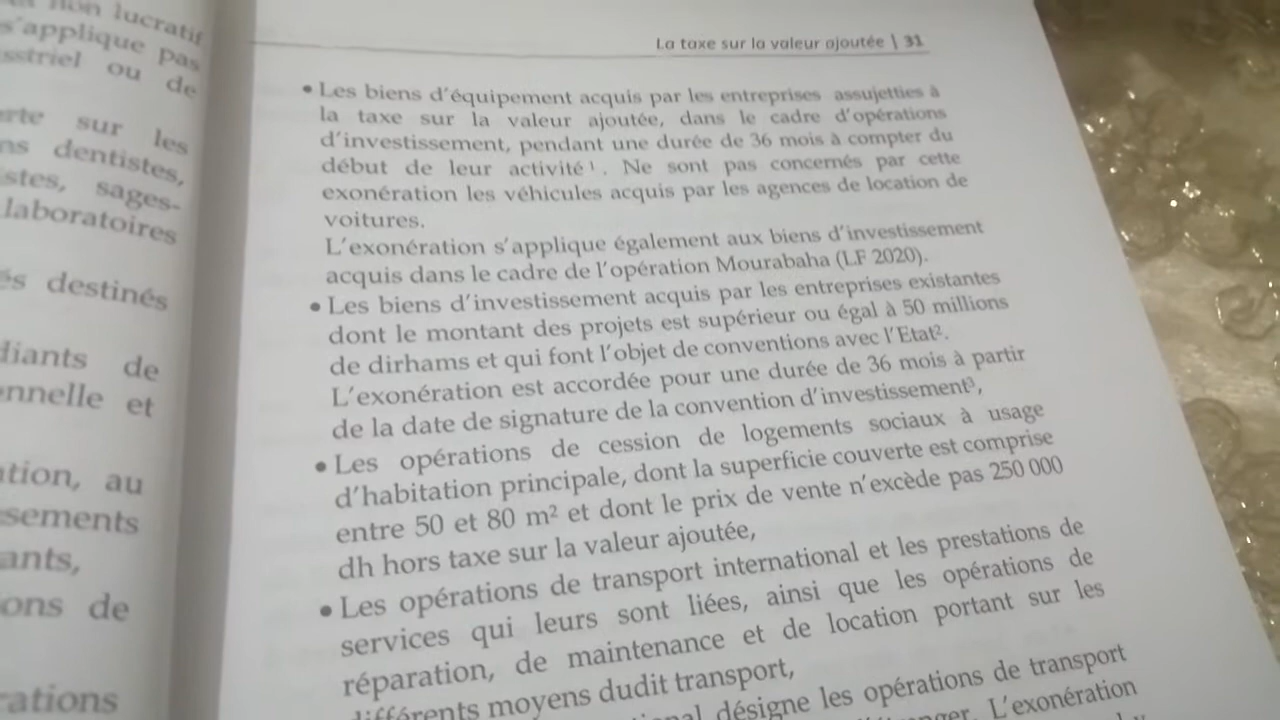 non lucratif
s'applique pas
ou de
sur les
dentistes,
sages-
laboratoires
destinés
de
et
au
de
La taxe sur la valeur ajoutée | 31
• Les biens d'équipement acquis par les entreprises assujetties à
la taxe sur la valeur ajoutée, dans le cadre d'opérations
d'investissement, pendant une durée de 36 mois à compter du
début de leur activité¹. Ne sont pas concernés par cette
exonération les véhicules acquis par les agences de location de
voitures.
L'exonération s'applique également aux biens d'investissement
acquis dans le cadre de l'opération Mourabaha (LF 2020).
• Les biens d'investissement acquis par les entreprises existantes
dont le montant des projets est supérieur ou égal à 50 millions
de dirhams et qui font l'objet de conventions avec l'Etat².
L'exonération est accordée pour une durée de 36 mois à partir
de la date de signature de la convention d'investissement³,
• Les opérations de cession de logements sociaux à usage
d'habitation principale, dont la superficie couverte est comprise
entre 50 et 80 m² et dont le prix de vente n'excède pas 250 000
dh hors taxe sur la valeur ajoutée,
• Les opérations de transport international et les prestations de
services qui leurs sont liées, ainsi que les opérations de
réparation, de maintenance et de location portant sur les
différents moyens dudit transport,
désigne les opérations de transport
L'exonération